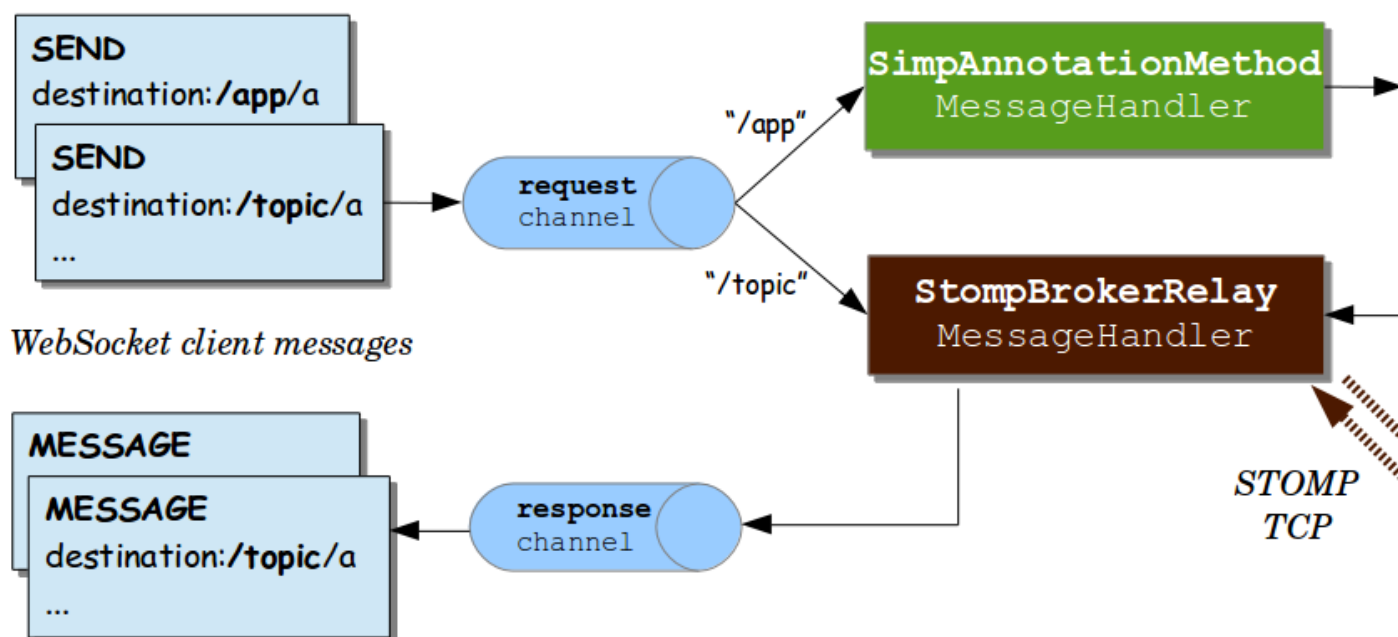 SEND
destination:/app/a
SEND
destination:/topic/a
...
WebSocket client messages
request
channel
“/app”
“/topic”
SimpAnnotationMethod
MessageHandler
StompBrokerRelay
MessageHandler
STOMP
TCP
response
channel
MESSAGE
MESSAGE
destination:/topic/a
...